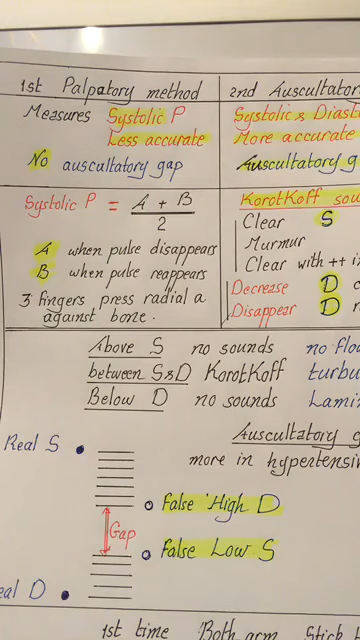 1st Palpatory method
Measures Systolic P
Less accurate
No auscultatory gap
2nd
Systolic & Diast
More accurate
Auscultatory g
Systolic P = A + B
2
A when pulse disappears
B when pulse reappears
3 fingers press radial a
against bone.
KorotKoff sou
Clear S
Murmur
Clear with ++ i
Decrease D
Disappear D
Above S no sounds no Flo
between S&D KorotKoff turbu
Below D no sounds Lami
Auscultatory g
more in hypertensiv
Real S
False High D
Gap
False Low S
eal D
1st time Both arm Stich